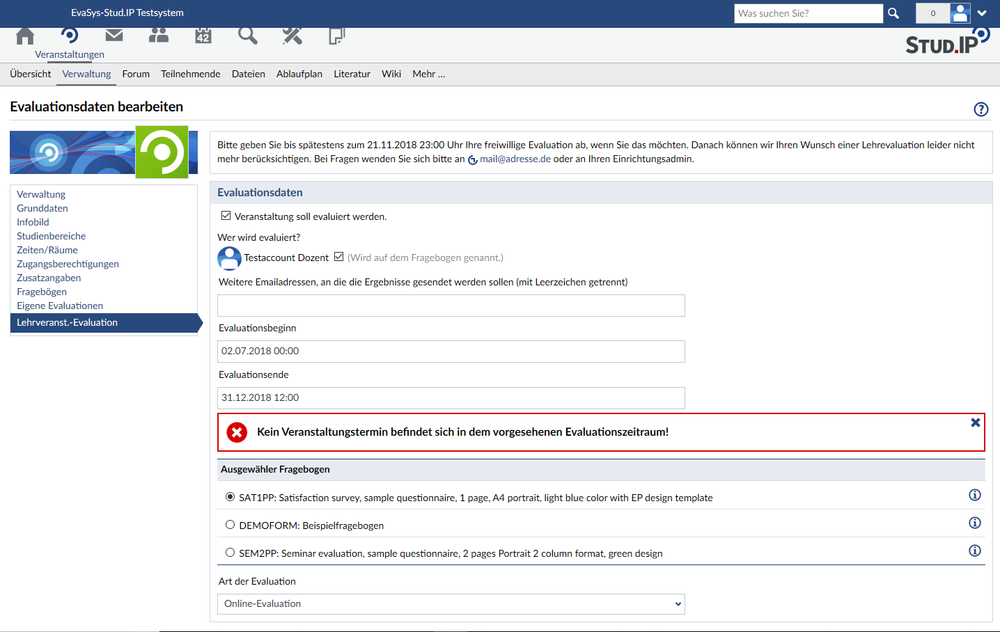 EvaSys-Stud.IP Testsystem
Was suchen Sie?
0
42
Veranstaltungen
STUD.IP
Übersicht Verwaltung Forum Teilnehmende Dateien Ablaufplan Literatur Wiki Mehr ...
Evaluationsdaten bearbeiten
Bitte geben Sie bis spätestens zum 21.11.2018 23:00 Uhr Ihre freiwillige Evaluation ab, wenn Sie das möchten. Danach können wir Ihren Wunsch einer Lehrevaluation leider nicht
mehr berücksichtigen. Bei Fragen wenden Sie sich bitte an mail@adresse.de oder an Ihren Einrichtungsadmin.
Verwaltung
Grunddaten
Infobild
Studienbereiche
Zeiten/Räume
Zugangsberechtigungen
Zusatzangaben
Fragebögen
Eigene Evaluationen
Lehrveranst.-Evaluation
Evaluationsdaten
Veranstaltung soll evaluiert werden.
Wer wird evaluiert?
Testaccount Dozent (Wird auf dem Fragebogen genannt.)
Weitere Emailadressen, an die die Ergebnisse gesendet werden sollen (mit Leerzeichen getrennt)
Evaluationsbeginn
02.07.2018 00:00
Evaluationsende
31.12.2018 12:00
Kein Veranstaltungstermin befindet sich in dem vorgesehenen Evaluationszeitraum!
Ausgewähler Fragebogen
SAT1PP: Satisfaction survey, sample questionnaire, 1 page, A4 portrait, light blue color with EP design template
DEMOFORM: Beispielfragebogen
SEM2PP: Seminar evaluation, sample questionnaire, 2 pages Portrait 2 column format, green design
Art der Evaluation
Online-Evaluation